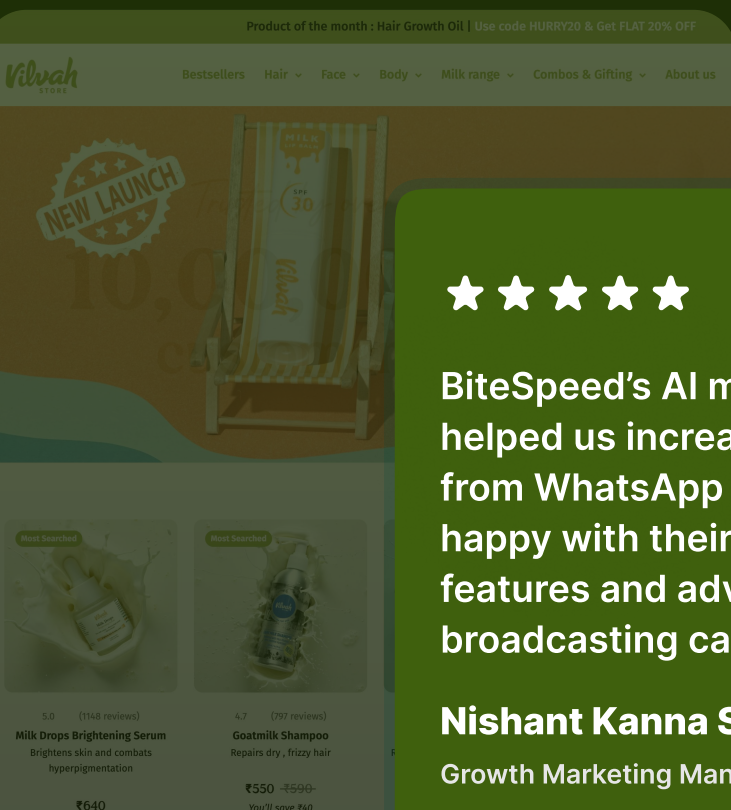 Product of the month : Hair Growth Oil | Use code HURRY20 & Get FLAT 20% OFF
Vilvah
STORE
Bestsellers Hair Face Body Milk range Combos & Gifting About us
NEW LAUNCH
MILK
SPF
30
Vilvah
Trusted
10,00,0
BiteSpeed’s AI m
helped us increa
from WhatsApp
happy with their
features and adv
broadcasting ca
Nishant Kanna S
Growth Marketing Man
Most Searched
Most Searched
5.0 (1148 reviews)
4.7 (797 reviews)
Milk Drops Brightening Serum
Goatmilk Shampoo
Brightens skin and combats
hyperpigmentation
Repairs dry , frizzy hair
R
₹640
₹550 ₹590
You'll save ₹40